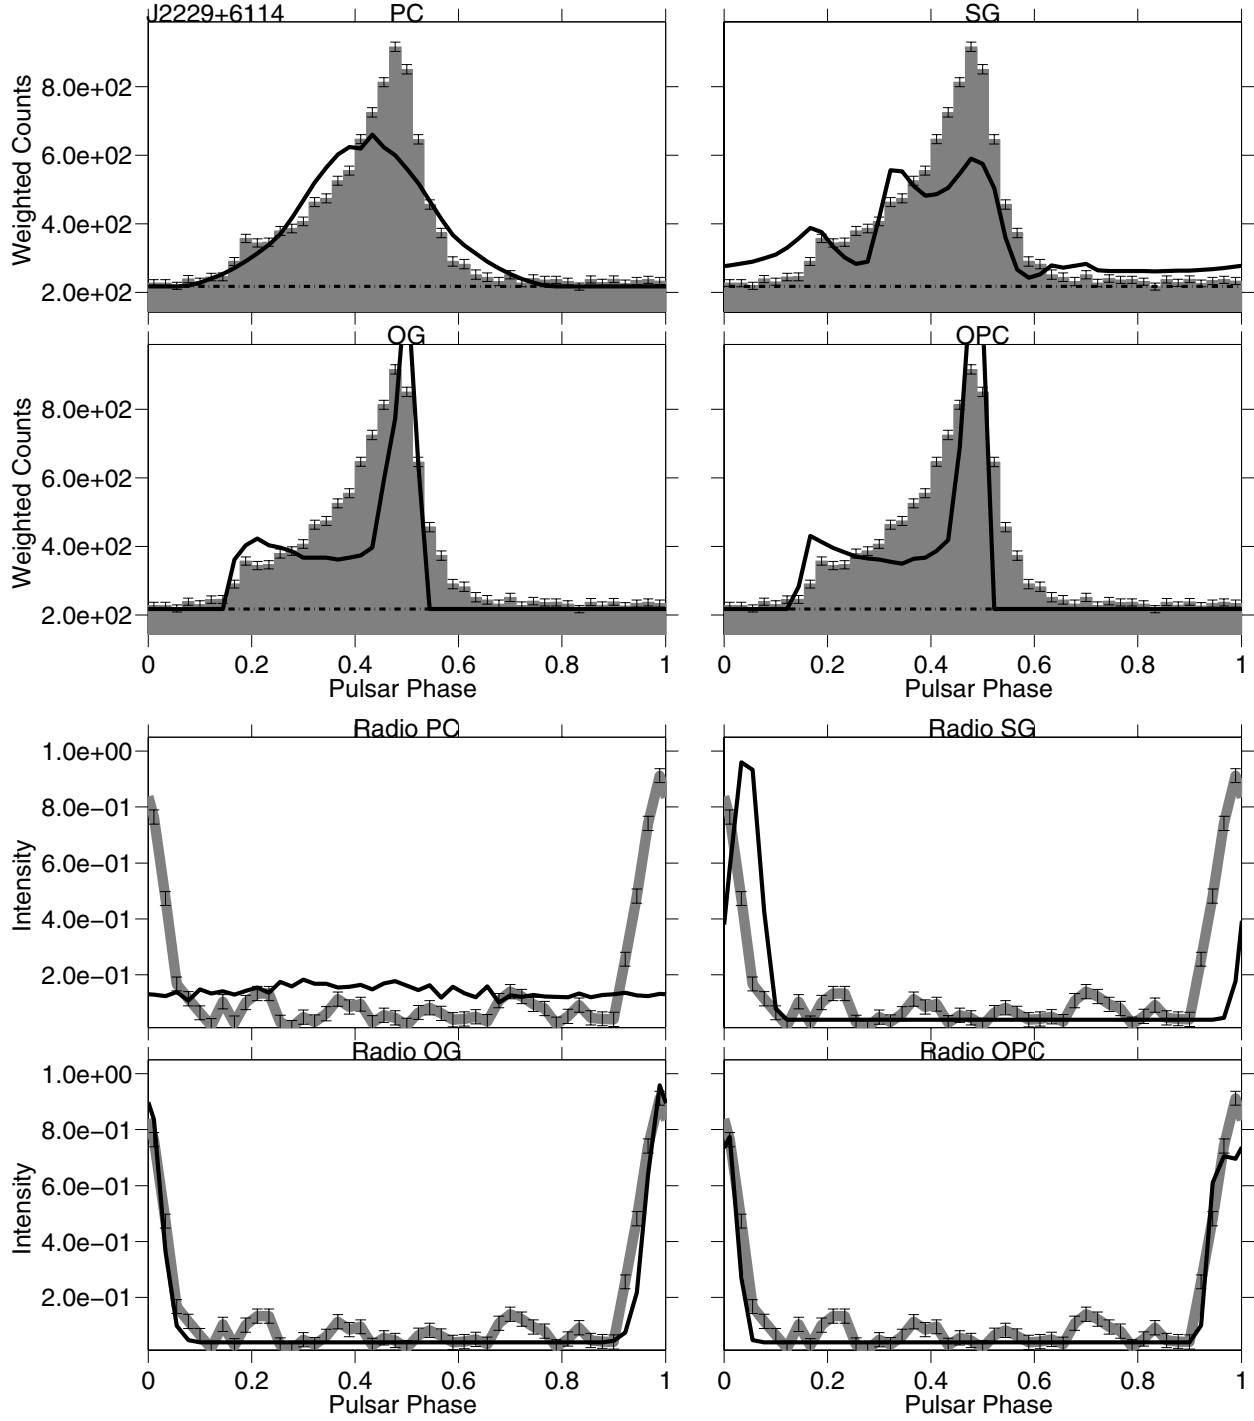 J2229+6114 PC SG
Weighted Counts
8.0e+02
6.0e+02
4.0e+02
2.0e+02
OG OPC
Weighted Counts
8.0e+02
6.0e+02
4.0e+02
2.0e+02
0 0.2 0.4 0.6 0.8 1 0 0.2 0.4 0.6 0.8 1
Pulsar Phase Pulsar Phase
Radio PC Radio SG
Intensity
1.0e+00
8.0e−01
6.0e−01
4.0e−01
2.0e−01
Radio OG Radio OPC
Intensity
1.0e+00
8.0e−01
6.0e−01
4.0e−01
2.0e−01
0 0.2 0.4 0.6 0.8 1 0 0.2 0.4 0.6 0.8 1
Pulsar Phase Pulsar Phase